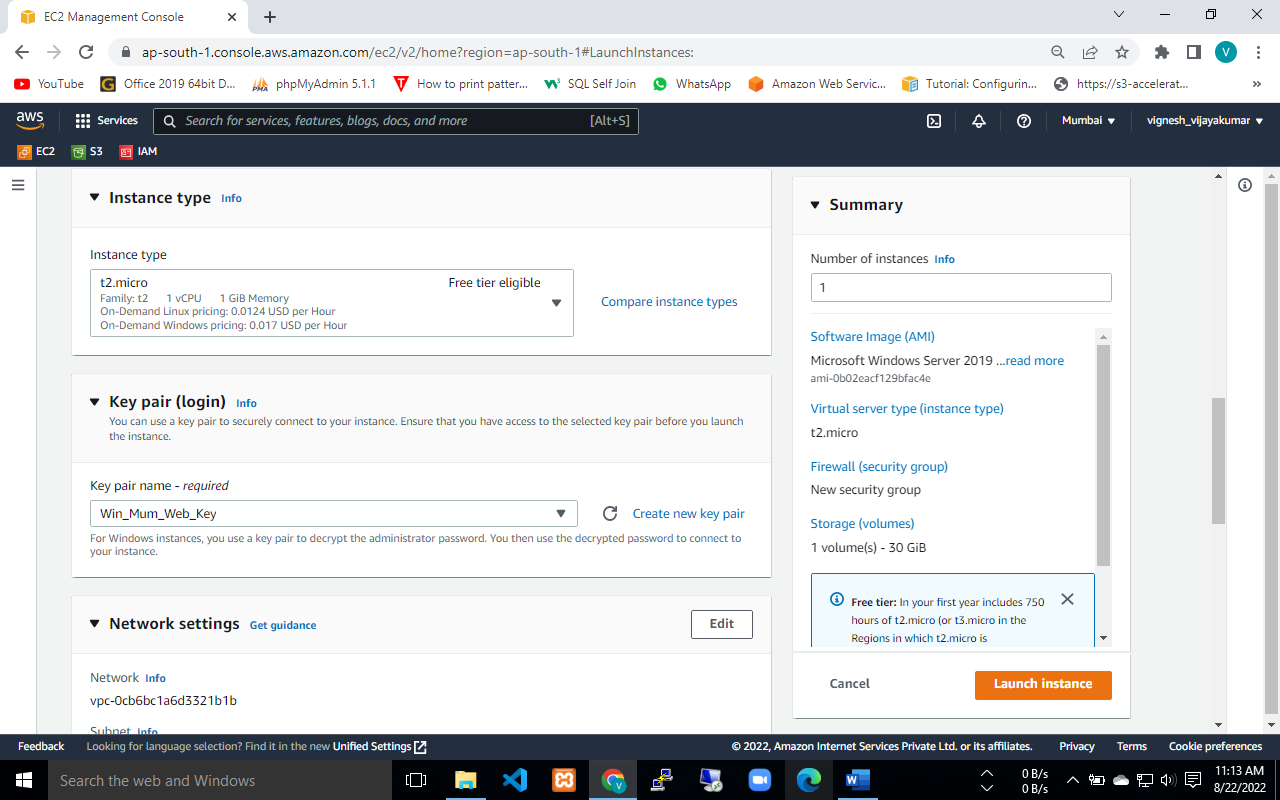 EC2 Management Console
ap-south-1.console.aws.amazon.com/ec2/v2/home?region=ap-south-1#LaunchInstances:
V
YouTube
Office 2019 64bit D...
phpMyAdmin 5.1.1
How to print patter...
SQL Self Join
WhatsApp
Amazon Web Servic...
Tutorial: Configurin...
https://s3-accelerat...
»
aws
Services
Search for services, features, blogs, docs, and more
[Alt+S]
Mumbai
vignesh_vijayakumar
EC2
S3
IAM
Instance type Info
Instance type
t2.micro Free tier eligible
Family: t2 1 vCPU 1 GiB Memory
On-Demand Linux pricing: 0.0124 USD per Hour
On-Demand Windows pricing: 0.017 USD per Hour
Compare instance types
Key pair (login) Info
You can use a key pair to securely connect to your instance. Ensure that you have access to the selected key pair before you launch
the instance.
Key pair name - required
Win_Mum_Web_Key
Create new key pair
For Windows instances, you use a key pair to decrypt the administrator password. You then use the decrypted password to connect to
your instance.
Network settings Get guidance
Edit
Network Info
vpc-0cb6bc1a6d3321b1b
Subnet Info
Summary
Number of instances Info
1
Software Image (AMI)
Microsoft Windows Server 2019 ...read more
ami-0b02eacf129bfac4e
Virtual server type (instance type)
t2.micro
Firewall (security group)
New security group
Storage (volumes)
1 volume(s) - 30 GiB
Free tier: In your first year includes 750
hours of t2.micro (or t3.micro in the
Regions in which t2.micro is
Cancel
Launch instance
Feedback
Looking for language selection? Find it in the new Unified Settings
© 2022, Amazon Internet Services Private Ltd. or its affiliates.
Privacy
Terms
Cookie preferences
Search the web and Windows
0 B/s
0 B/s
11:13 AM
8/22/2022